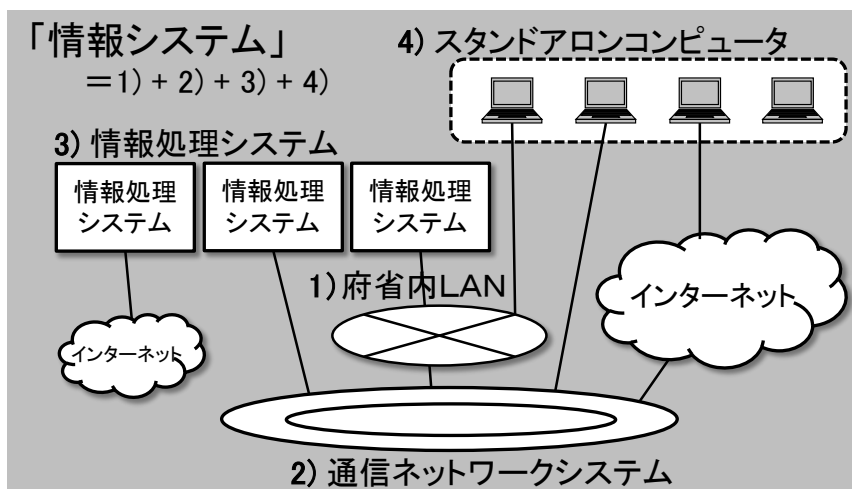 「情報システム」
＝1) + 2) + 3) + 4)
4) スタンドアロンコンピュータ
3) 情報処理システム
情報処理
システム
情報処理
システム
情報処理
システム
1) 府省内LAN
インターネット
インターネット
2) 通信ネットワークシステム